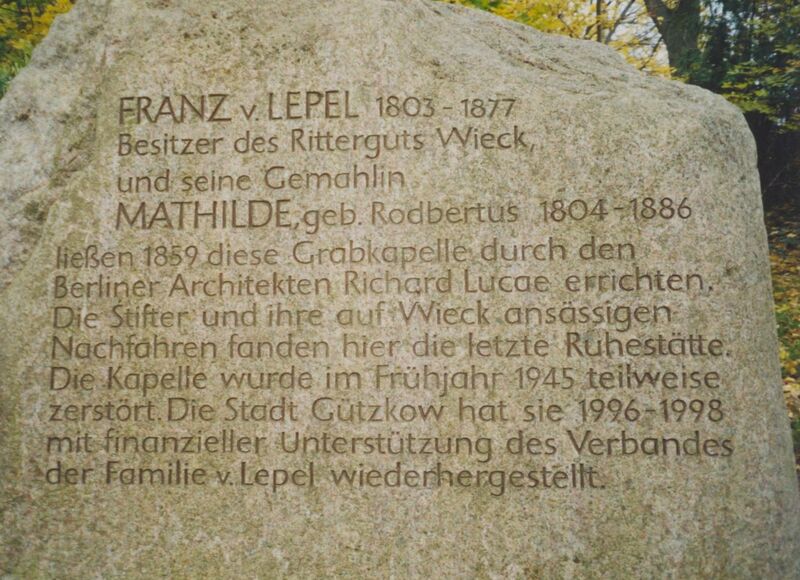 FRANZ v. LEPEL 1803 - 1877
Besitzer des Ritterguts Wieck,
und seine Gemahlin
MATHILDE, geb. Rodbertus 1804 - 1886
ließen 1859 diese Grabkapelle durch den
Berliner Architekten Richard Lucae errichten.
Die Stifter und ihre auf Wieck ansässigen
Nachfahren fanden hier die letzte Ruhestätte.
Die Kapelle wurde im Frühjahr 1945 teilweise
zerstört. Die Stadt Gützkow hat sie 1996-1998
mit finanzieller Unterstützung des Verbandes
der Familie v. Lepel wiederhergestellt.